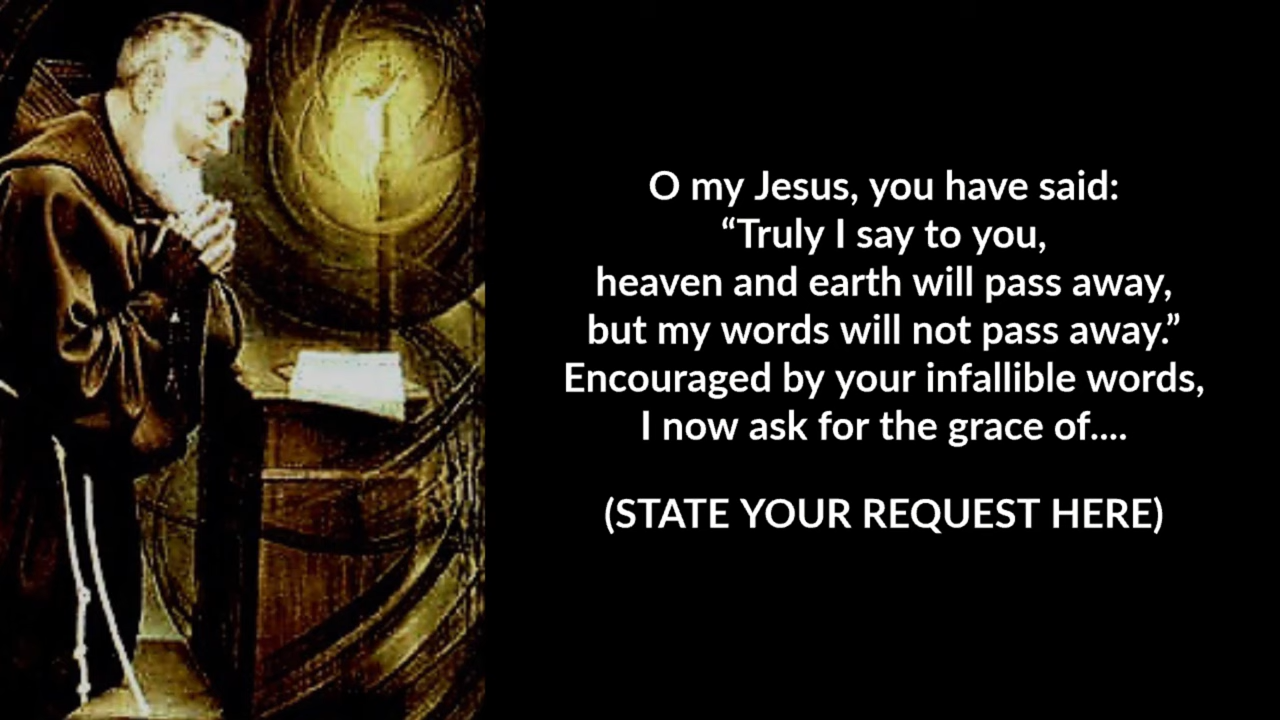 O my Jesus, you have said:
“Truly I say to you,
heaven and earth will pass away,
but my words will not pass away.”
Encouraged by your infallible words,
I now ask for the grace of....
(STATE YOUR REQUEST HERE)